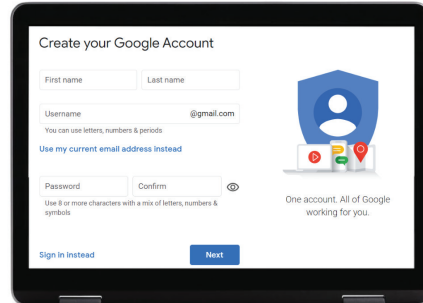 Create your Google Account
First name
Last name
Username
@gmail.com
You can use letters, numbers & periods
Use my current email address instead
Password
Confirm
Use 8 or more characters with a mix of letters, numbers &
symbols
Sign in instead
Next
One account. All of Google
working for you.